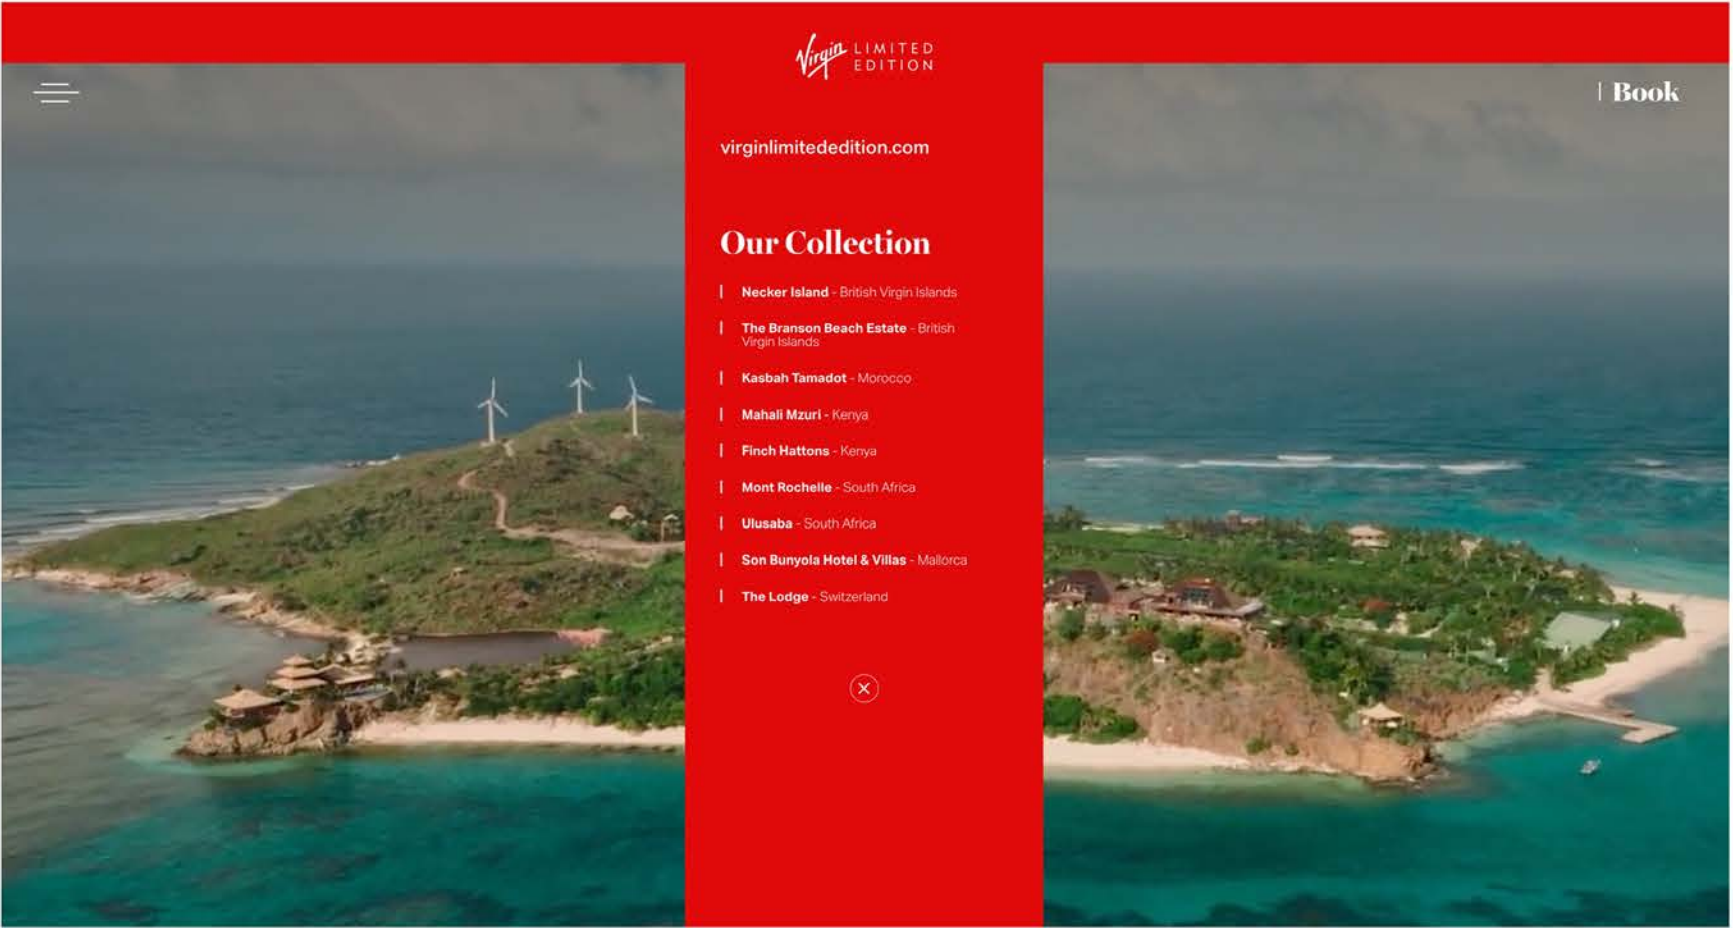 Virgin LIMITED
EDITION
Book
virginlimitededition.com
Our Collection
Necker Island - British Virgin Islands
The Branson Beach Estate - British
Virgin Islands
Kasbah Tamadot - Morocco
Mahali Mzuri - Kenya
Finch Hattons - Kenya
Mont Rochelle - South Africa
Ulusaba - South Africa
Son Bunyola Hotel & Villas - Mallorca
The Lodge - Switzerland